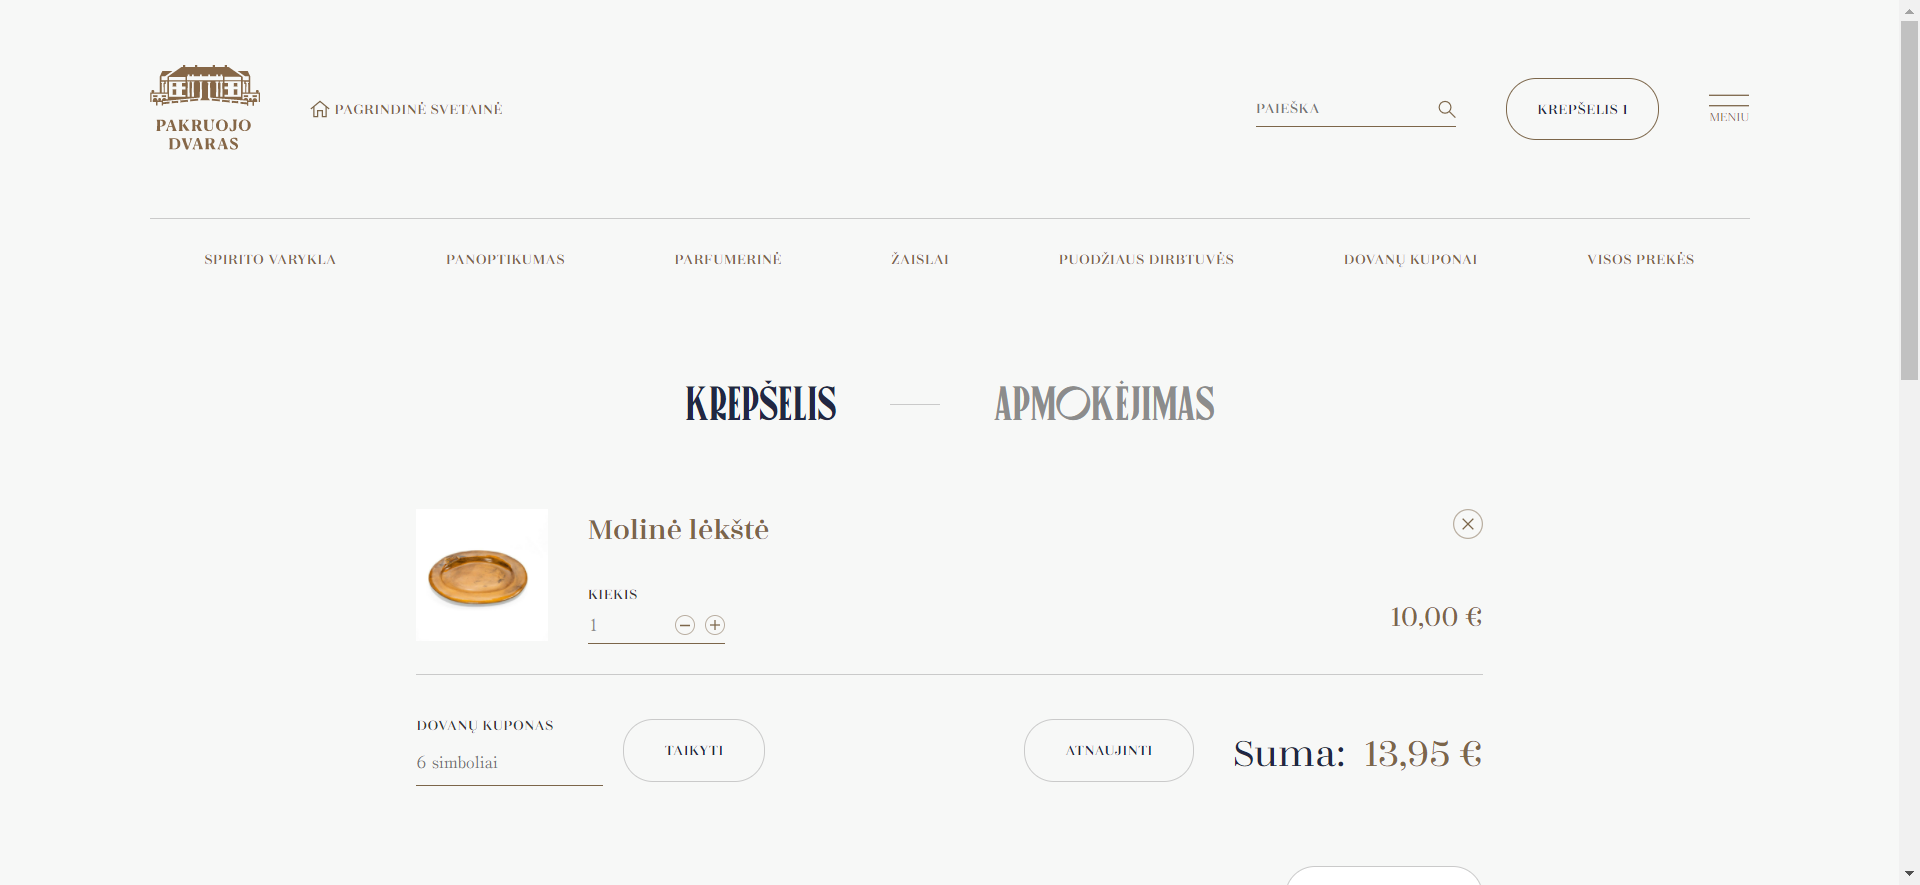 PAKRUOJO
DVARAS
PAGRINDINĖ SVETAINĖ
PAIEŠKA
KREPŠELIS 1
MENIU
SPIRITO VARYKLA
PANOPTIKUMAS
PARFUMERINĖ
ŽAISLAI
PUODŽIAUS DIRBTUVĖS
DOVANŲ KUPONAI
VISOS PREKĖS
KREPŠELIS
APMOKĖJIMAS
Molinė lėkštė
KIEKIS
1
10,00 €
DOVANŲ KUPONAS
6 simboliai
TAIKYTI
ATNAUJINTI
Suma: 13,95 €